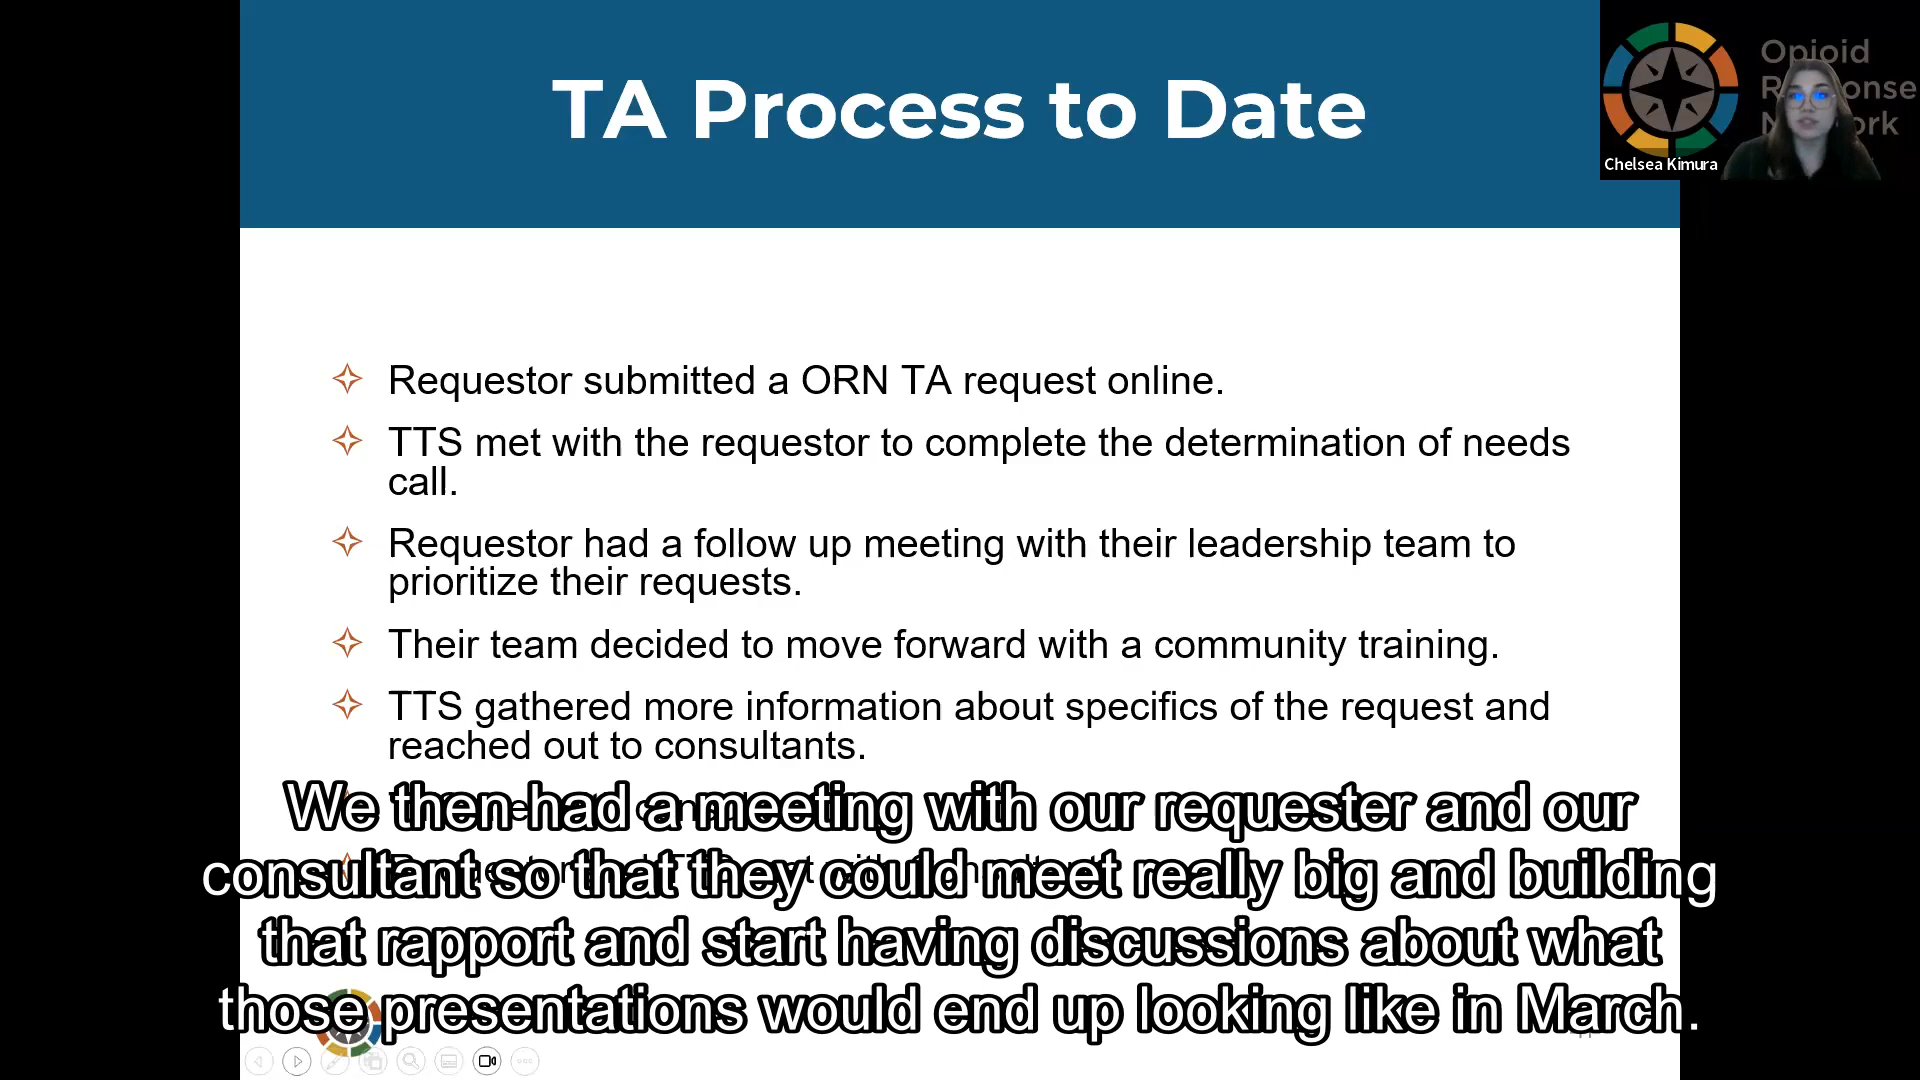 TA Process to Date
Opioid
Network
Chelsea Kimura
Requestor submitted a ORN TA request online.
TTS met with the requestor to complete the determination of needs
call.
Requestor had a follow up meeting with their leadership team to
prioritize their requests.
Their team decided to move forward with a community training.
TTS gathered more information about specifics of the request and
reached out to consultants.
We then had a meeting with our requester and our
consultant so that they could meet really big and building
that rapport and start having discussions about what
those presentations would end up looking like in March.